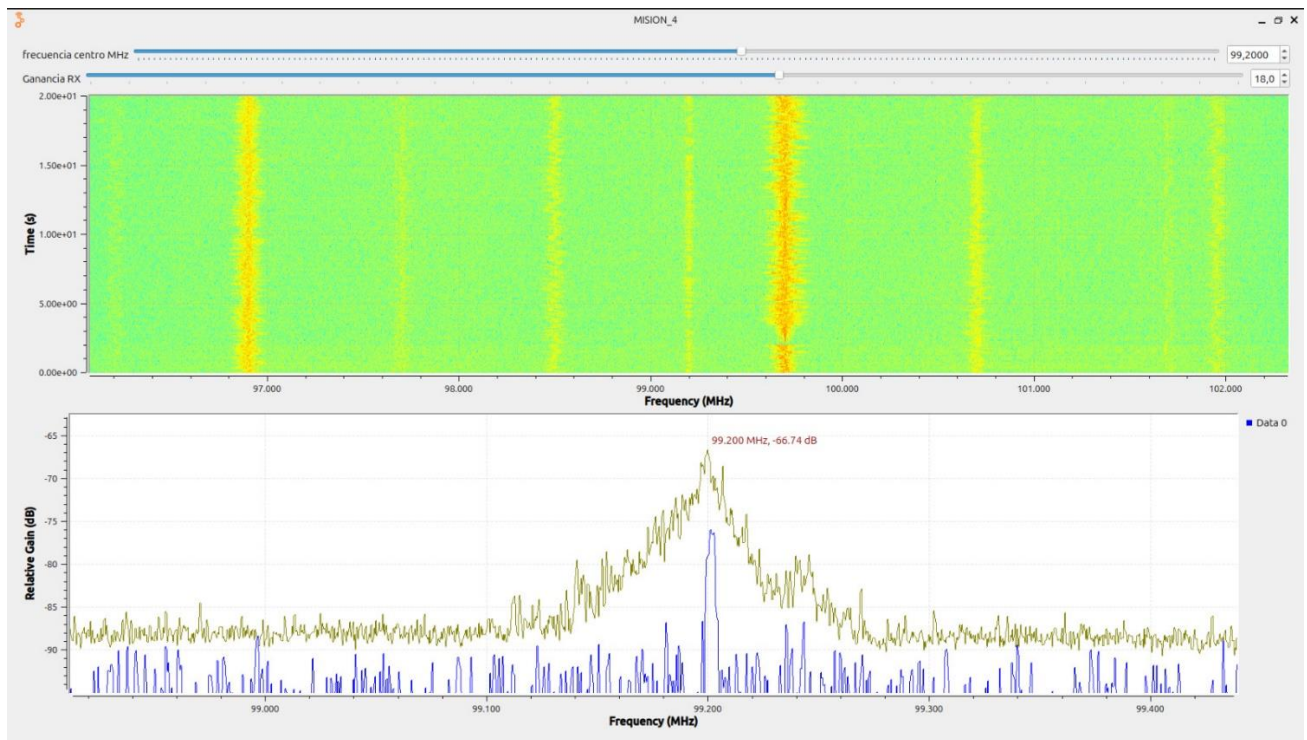 MISION_4
frecuencia centro MHz 99,2000
Ganancia RX 18,0
2.00e+01
1.50e+01
1.00e+01
5.00e+00
0.00e+00
Time (s)
97.000 98.000 99.000 100.000 101.000 102.000
Frequency (MHz)
Data 0
99.200 MHz, -66.74 dB
-65
-70
-75
-80
-85
-90
Relative Gain (dB)
99.000 99.100 99.200 99.300 99.400
Frequency (MHz)